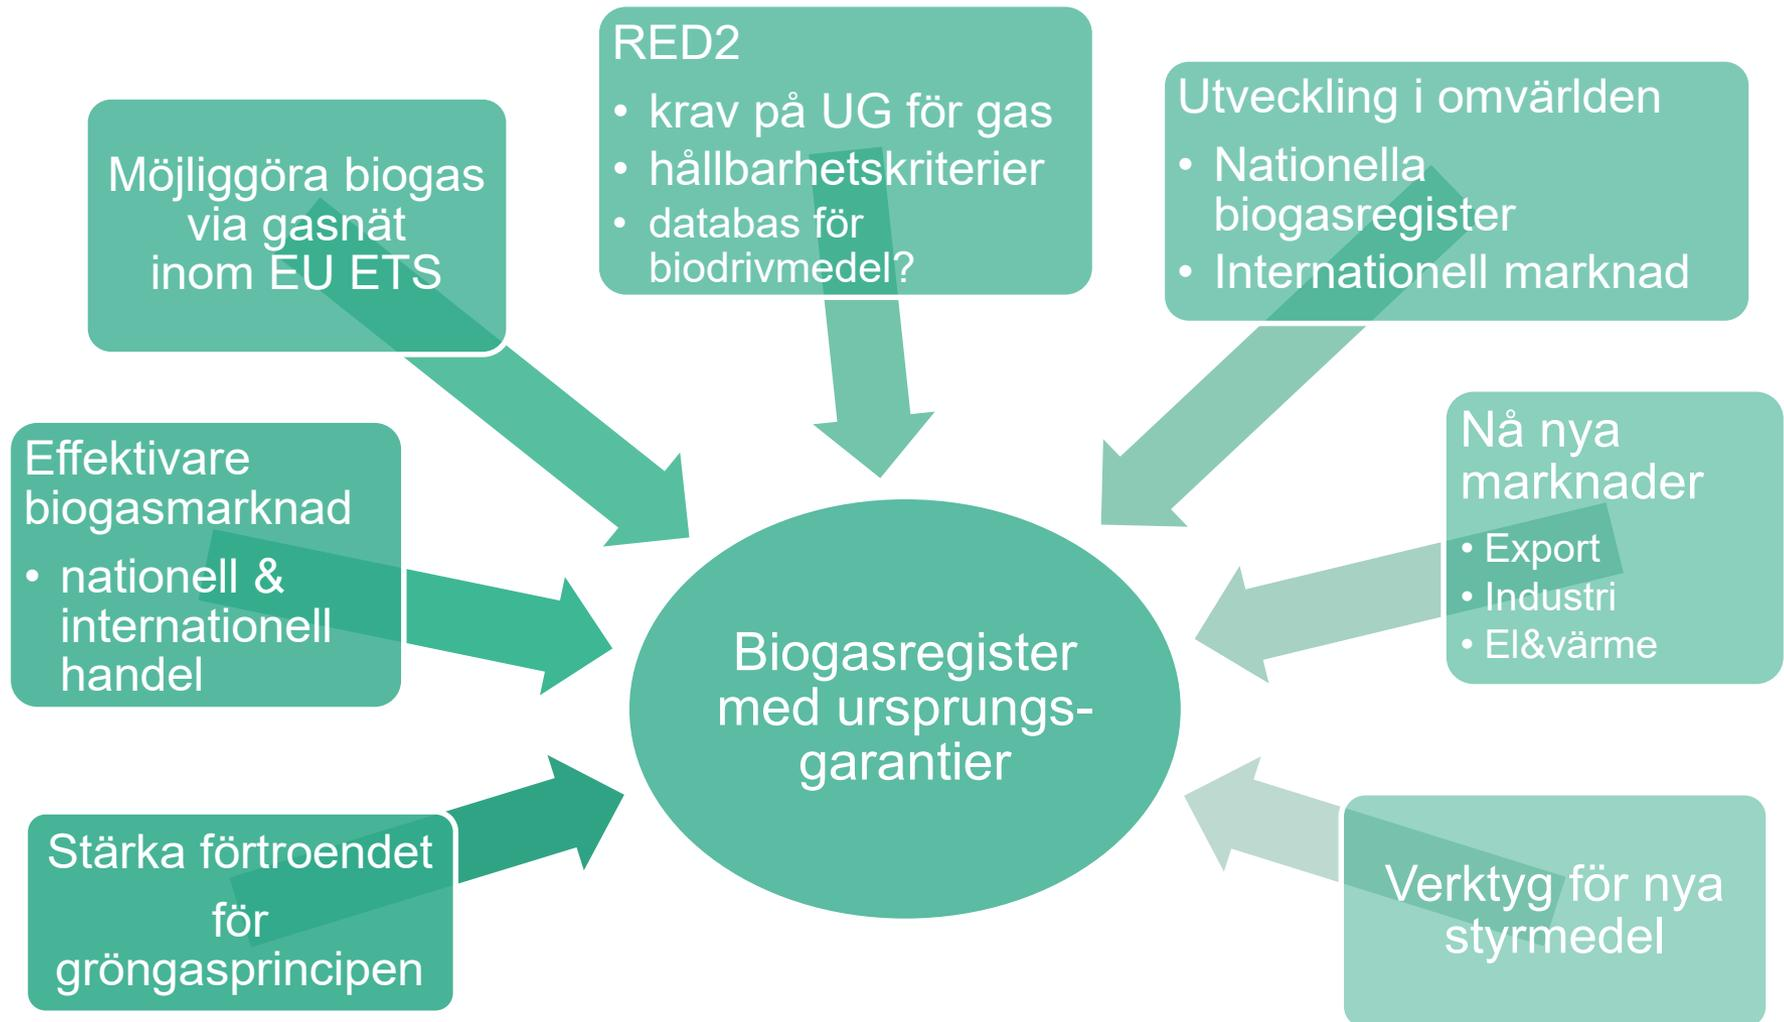 RED2
• krav på UG för gas
• hållbarhetskriterier
• databas för
biodrivmedel?
Utveckling i omvärlden
• Nationella
biogasregister
• Internationell marknad
Möjliggöra biogas
via gasnät
inom EU ETS
Nå nya
marknader
• Export
• Industri
• El&värme
Effektivare
biogasmarknad
• nationell &
internationell
handel
Biogasregister
med ursprungs-
garantier
Stärka förtroendet
för
gröngasprincipen
Verktyg för nya
styrmedel